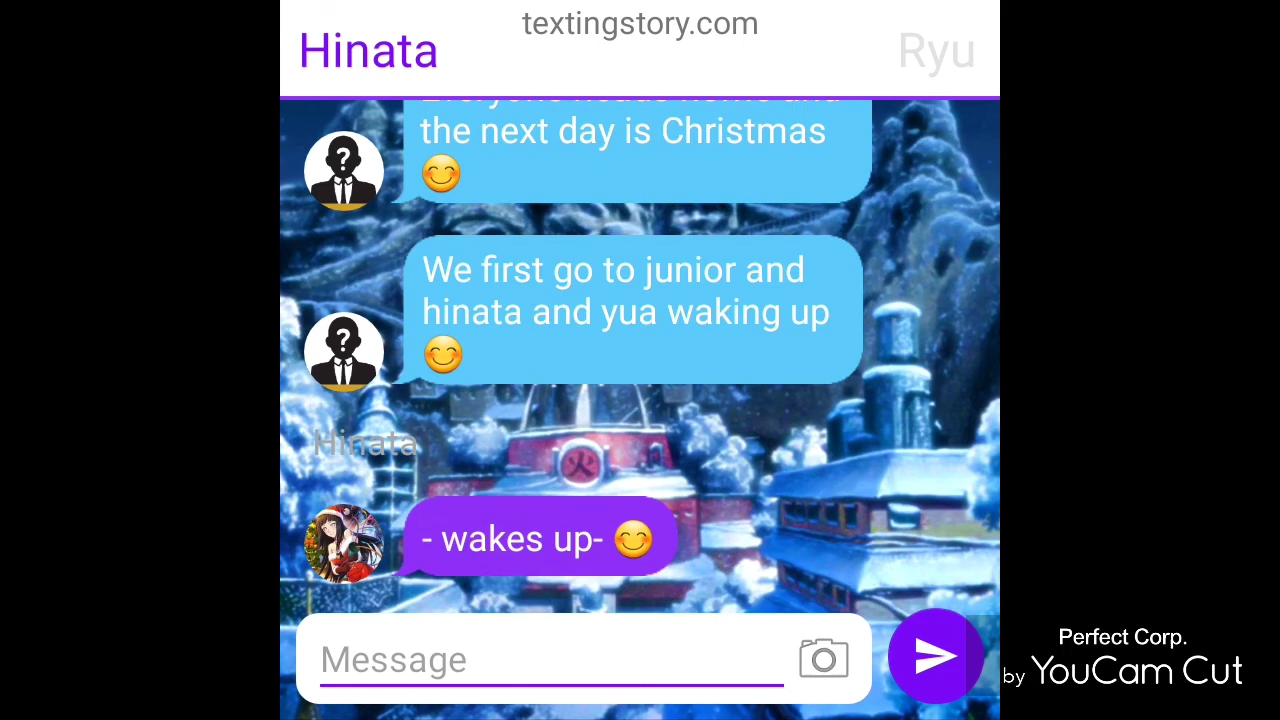 textingstory.com
Hinata
Ryu
the next day is Christmas
😊
We first go to junior and
hinata and yua waking up
😊
火
Hinata
- wakes up- 😊
Message
Perfect Corp.
by YouCam Cut